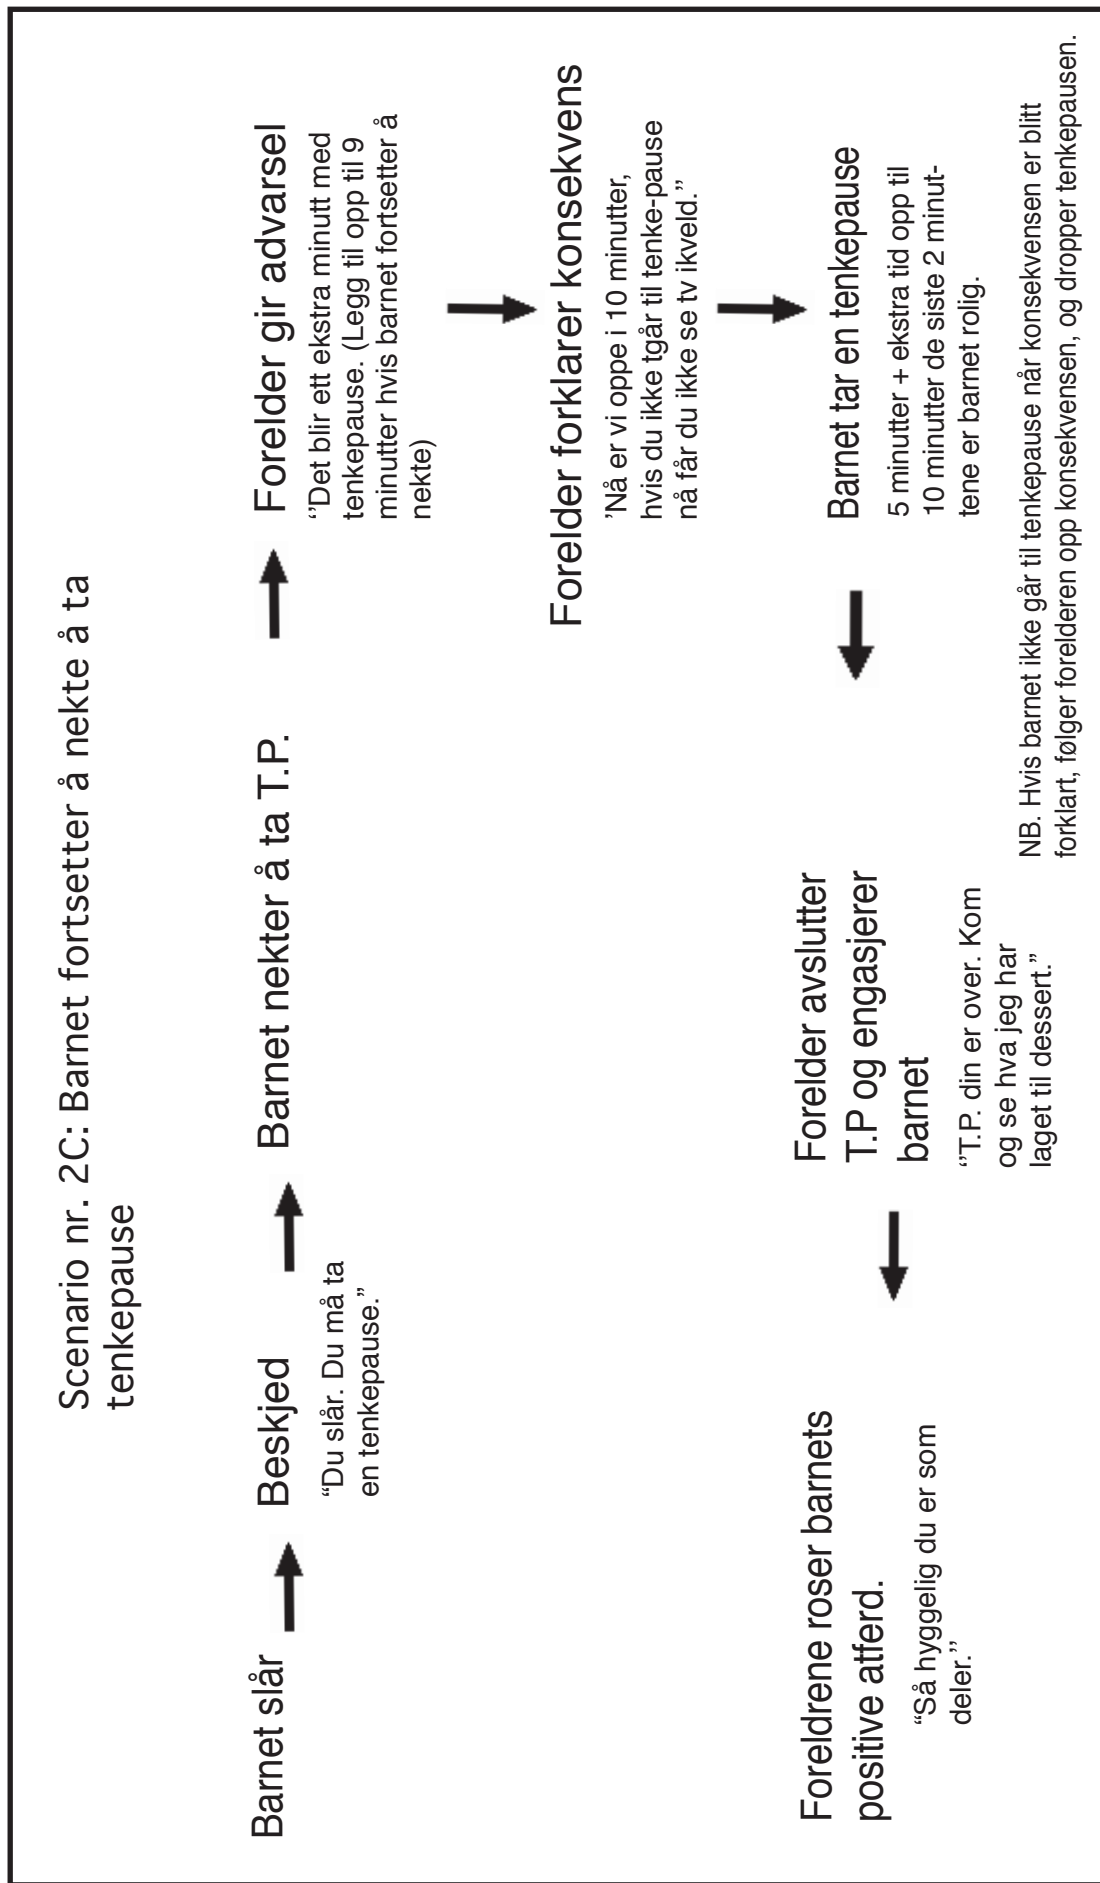 Scenario nr. 2C: Barnet fortsetter å nekte å ta
tenkepause
Barnet slår
Beskjed
“Du slår. Du må ta
en tenkepause.”
Barnet nekter å ta T.P.
Forelder gir advarsel
“Det blir ett ekstra minutt med
tenkepause. (Legg til opp til 9
minutter hvis barnet fortsetter å
nekte)
Forelder forklarer konsekvens
’Nå er vi oppe i 10 minutter,
hvis du ikke tgår til tenke-pause
nå får du ikke se tv ikveld.”
Barnet tar en tenkepause
5 minutter + ekstra tid opp til
10 minutter de siste 2 minut-
tene er barnet rolig.
Forelder avslutter
T.P og engasjerer
barnet
“T.P. din er over. Kom
og se hva jeg har
laget til dessert.”
Foreldrene roser barnets
positive atferd.
“Så hyggelig du er som
deler.”
NB. Hvis barnet ikke går til tenkepause når konsekvensen er blitt
forklart, følger forelderen opp konsekvensen, og dropper tenkepausen.